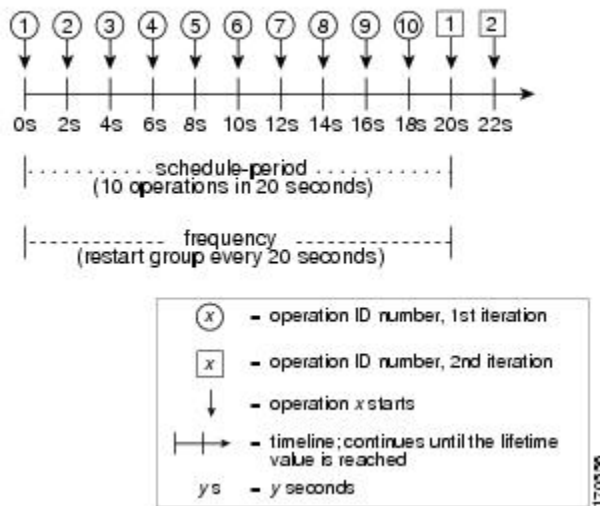 1 2 3 4 5 6 7 8 9 10 1 2
0s 2s 4s 6s 8s 10s 12s 14s 16s 18s 20s 22s
schedule-period
(10 operations in 20 seconds)
frequency
(restart group every 20 seconds)
x = operation ID number, 1st iteration
x = operation ID number, 2nd iteration
= operation x starts
= timeline; continues until the lifetime
value is reached
y s = y seconds